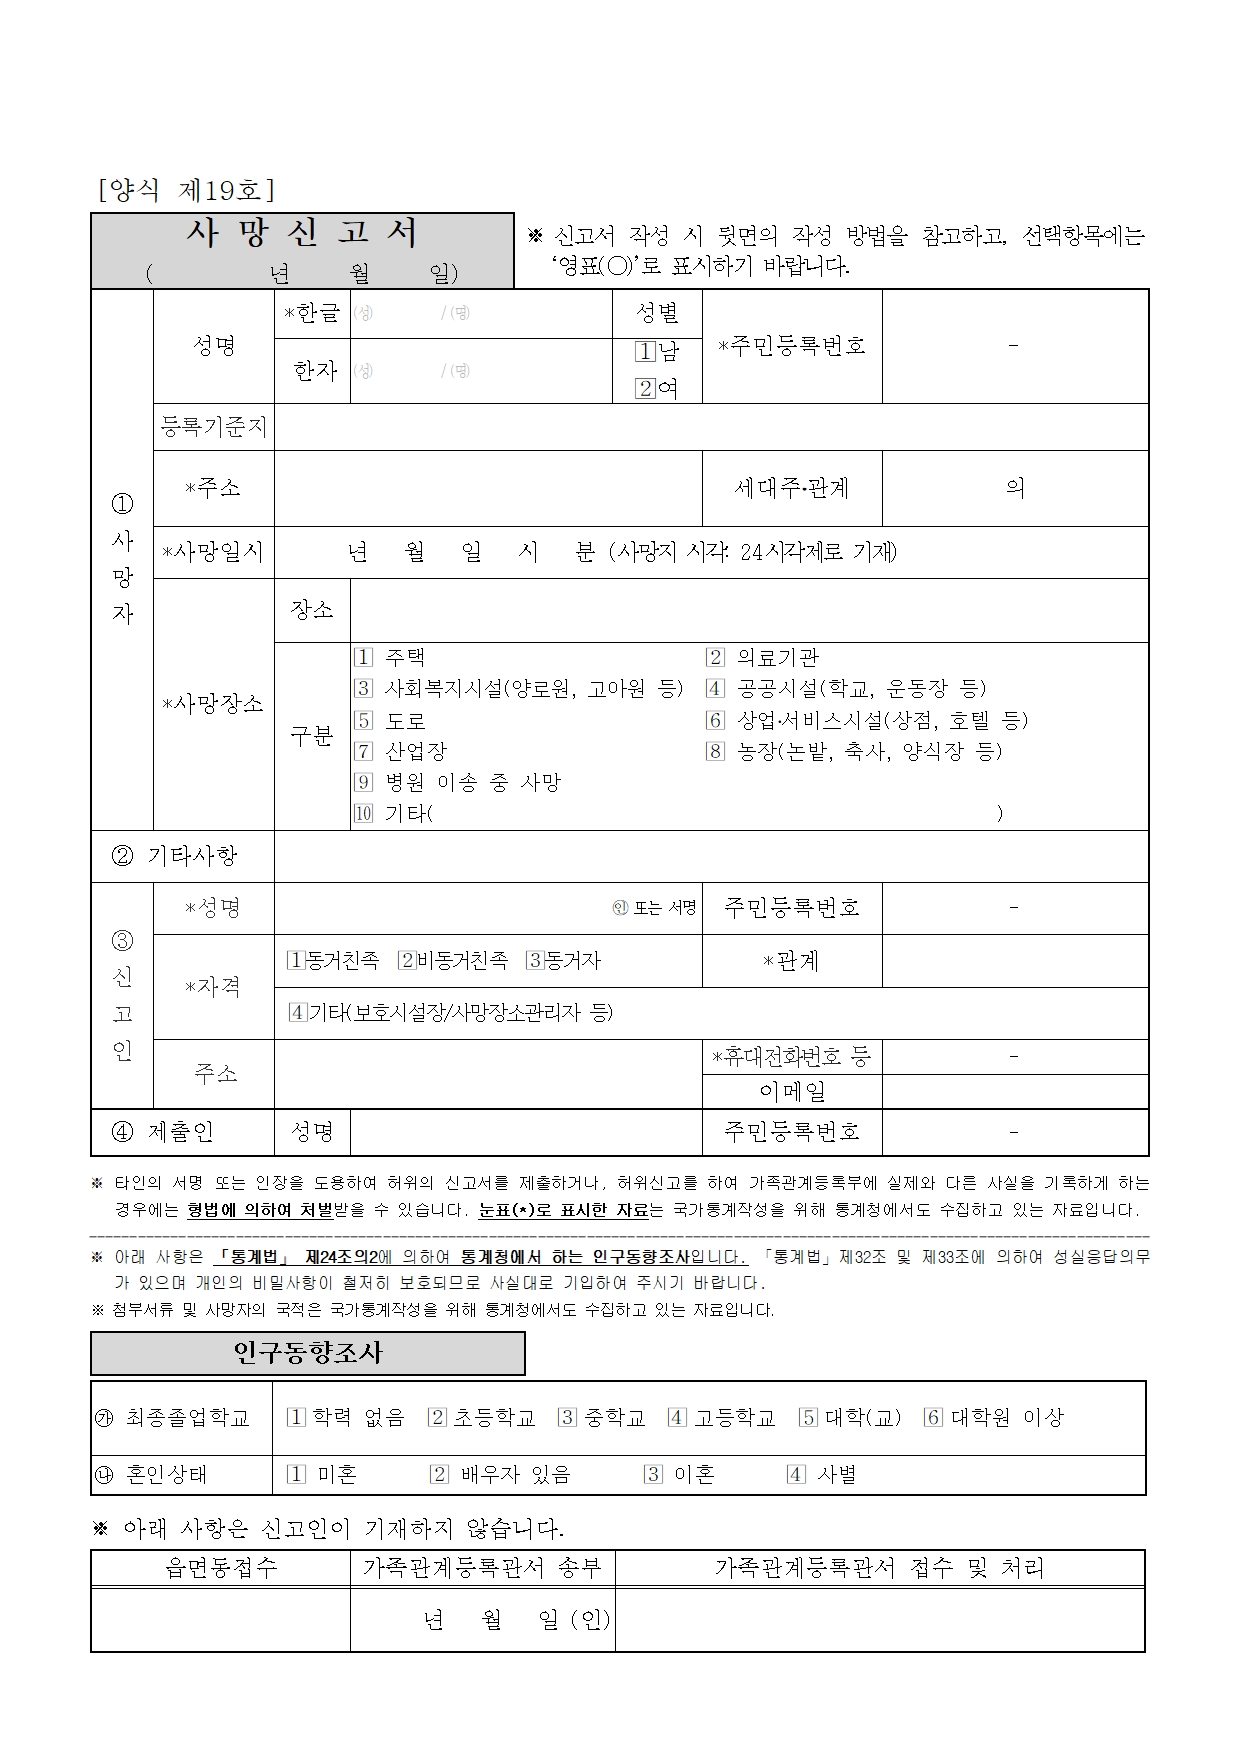 [양식 제19호]
사 망 신 고 서
( 년 월 일)
※ 신고서 작성 시 뒷면의 작성 방법을 참고하고, 선택항목에는
‘영표(○)’로 표시하기 바랍니다.
① 사 망 자
성명
*한글 (성) / (명)
한자 (성) / (명)
성별
1 남
2 여
*주민등록번호 -
등록기준지
*주소
세대주·관계 의
*사망일시 년 월 일 시 분 (사망지 시각: 24시각제로 기재)
*사망장소
장소
구분
1 주택 2 의료기관
3 사회복지시설(양로원, 고아원 등) 4 공공시설(학교, 운동장 등)
5 도로 6 상업·서비스시설(상점, 호텔 등)
7 산업장 8 농장(논밭, 축사, 양식장 등)
9 병원 이송 중 사망
10 기타( )
② 기타사항
③ 신 고 인
*성명 ㊞ 또는 서명 주민등록번호 -
*자격 1동거친족 2비동거친족 3동거자 *관계
4기타(보호시설장/사망장소관리자 등)
주소 *휴대전화번호 등 -
이메일
④ 제출인 성명 주민등록번호 -
※ 타인의 서명 또는 인장을 도용하여 허위의 신고서를 제출하거나, 허위신고를 하여 가족관계등록부에 실제와 다른 사실을 기록하게 하는
경우에는 형법에 의하여 처벌받을 수 있습니다. 눈표(*)로 표시한 자료는 국가통계작성을 위해 통계청에서도 수집하고 있는 자료입니다.
※ 아래 사항은 「통계법」 제24조의2에 의하여 통계청에서 하는 인구동향조사입니다. 「통계법」제32조 및 제33조에 의하여 성실응답의무
가 있으며 개인의 비밀사항이 철저히 보호되므로 사실대로 기입하여 주시기 바랍니다.
※ 첨부서류 및 사망자의 국적은 국가통계작성을 위해 통계청에서도 수집하고 있는 자료입니다.
인구동향조사
㉮ 최종졸업학교 1 학력 없음 2 초등학교 3 중학교 4 고등학교 5 대학(교) 6 대학원 이상
㉯ 혼인상태 1 미혼 2 배우자 있음 3 이혼 4 사별
※ 아래 사항은 신고인이 기재하지 않습니다.
읍면동접수 가족관계등록관서 송부 가족관계등록관서 접수 및 처리
년 월 일 (인)